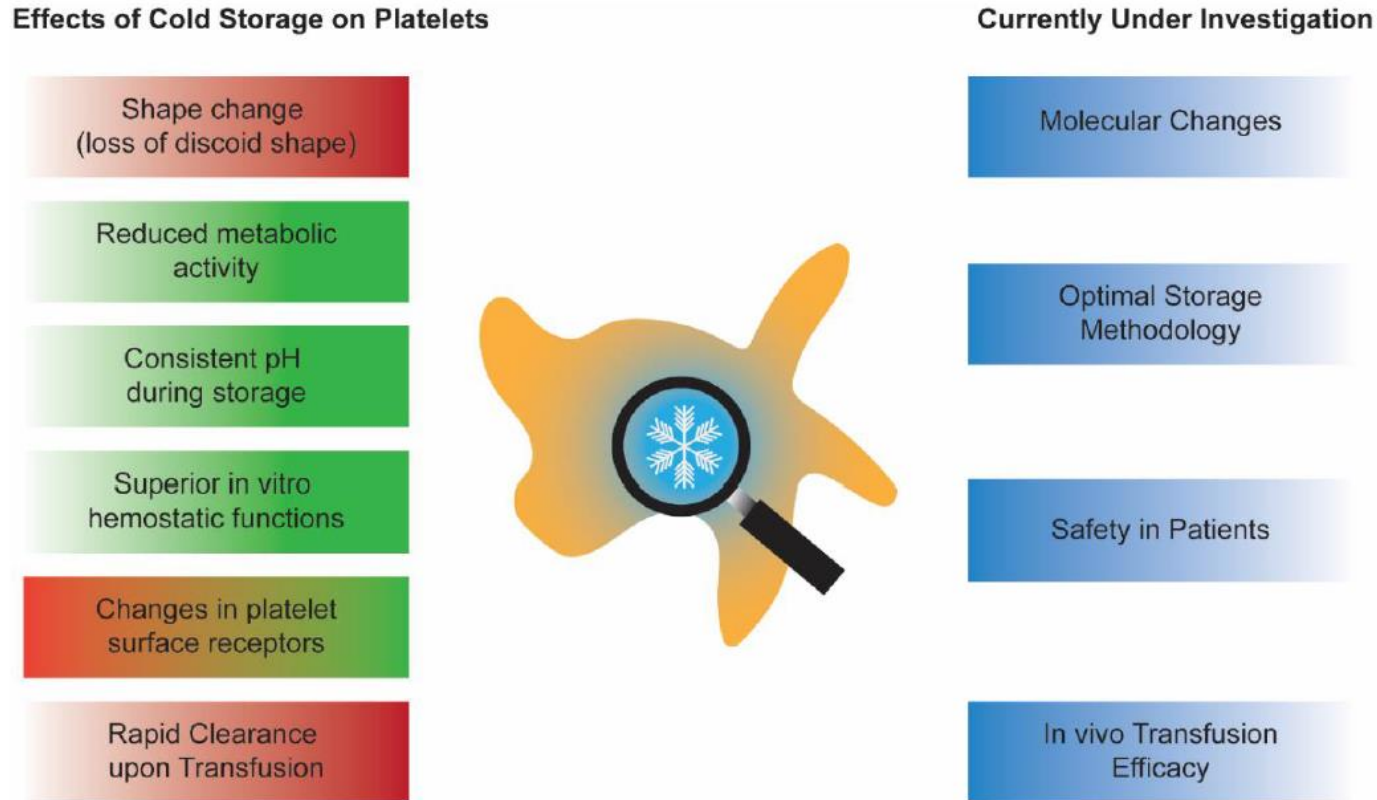 Effects of Cold Storage on Platelets
Shape change
(loss of discoid shape)
Reduced metabolic
activity
Consistent pH
during storage
Superior in vitro
hemostatic functions
Changes in platelet
surface receptors
Rapid Clearance
upon Transfusion
Currently Under Investigation
Molecular Changes
Optimal Storage
Methodology
Safety in Patients
In vivo Transfusion
Efficacy